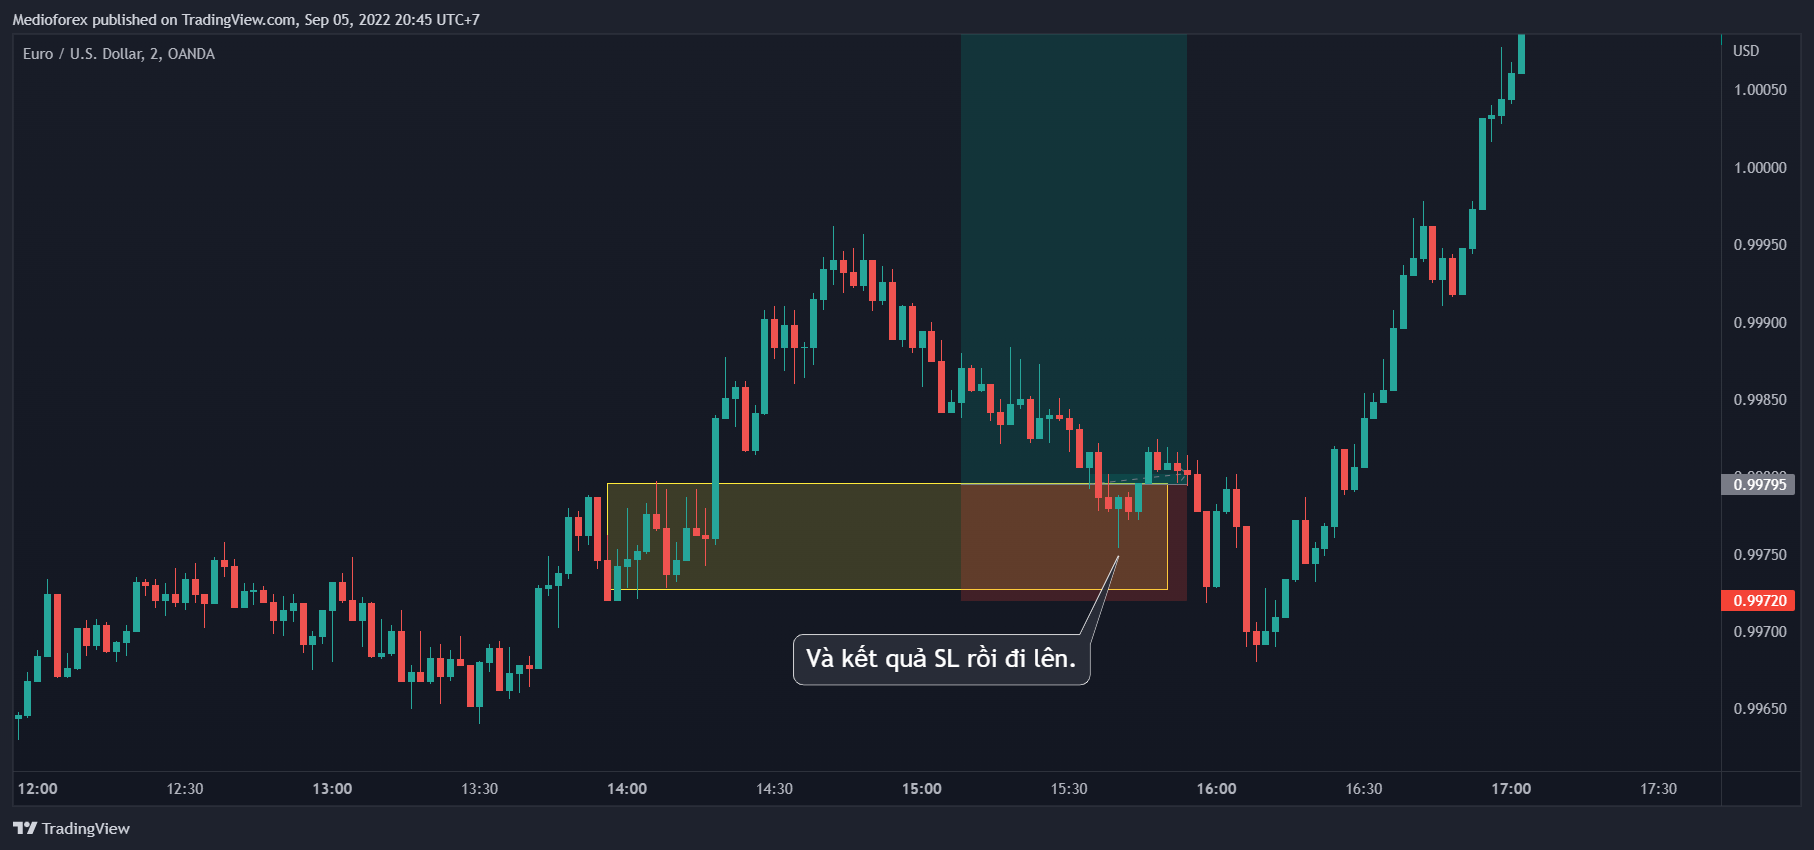 Medioforex published on TradingView.com, Sep 05, 2022 20:45 UTC+7
Euro / U.S. Dollar, 2, OANDA
USD
1.00050
1.00000
0.99950
0.99900
0.99850
0.99795
0.99750
0.99720
0.99700
0.99650
Và kết quả SL rồi đi lên.
12:00 12:30 13:00 13:30 14:00 14:30 15:00 15:30 16:00 16:30 17:00 17:30
TradingView